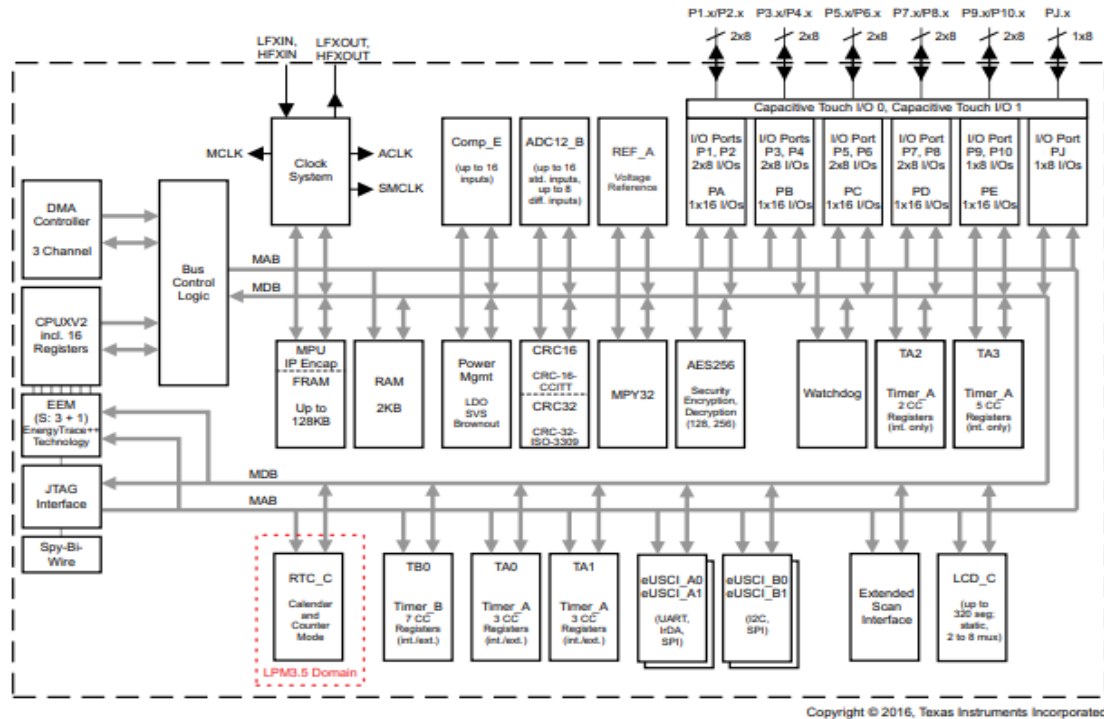 P1.x/P2.x
P3.x/P4.x
P5.x/P6.x
P7.x/P8.x
P9.x/P10.x
PJ.x
2x8
2x8
2x8
2x8
2x8
1x8
LFXIN,
HFXIN
LFXOUT,
HFXOUT
Capacitive Touch I/O 0, Capacitive Touch I/O 1
MCLK
Clock
System
ACLK
SMCLK
Comp_E
(up to 16
inputs)
ADC12_B
(up to 16
std. inputs,
up to 8
diff. inputs)
REF_A
Voltage
Reference
I/O Ports
P1, P2
2x8 I/Os
PA
1x16 I/Os
I/O Ports
P3, P4
2x8 I/Os
PB
1x16 I/Os
I/O Port
P5, P6
2x8 I/Os
PC
1x16 I/Os
I/O Port
P7, P8
2x8 I/Os
PD
1x16 I/Os
I/O Port
P9, P10
1x8 I/Os
PE
1x16 I/Os
I/O Port
PJ
1x8 I/Os
DMA
Controller
3 Channel
Bus
Control
Logic
MAB
MDB
CPUXV2
incl. 16
Registers
MPU
IP Encap
FRAM
Up to
128KB
RAM
2KB
Power
Mgmt
LDO
SVS
Brownout
CRC16
CRC-16-
CCITT
CRC32
CRC-32-
ISO-3309
MPY32
AES256
Security
Encryption,
Decryption
(128, 256)
Watchdog
TA2
Timer_A
2 CC
Registers
(int. only)
TA3
Timer_A
5 CC
Registers
(int. only)
EEM
(S: 3 + 1)
EnergyTrace++
Technology
MDB
MAB
JTAG
Interface
Spy-Bi-
Wire
RTC_C
Calendar
and
Counter
Mode
LPM3.5 Domain
TB0
Timer_B
7 CC
Registers
(int./ext.)
TA0
Timer_A
3 CC
Registers
(int./ext.)
TA1
Timer_A
3 CC
Registers
(int./ext.)
eUSCI_A0
eUSCI_A1
(UART,
IrDA,
SPI)
eUSCI_B0
eUSCI_B1
(I2C,
SPI)
Extended
Scan
Interface
LCD_C
(up to
320 seg;
static,
2 to 8 mux)
Copyright © 2016, Texas Instruments Incorporated